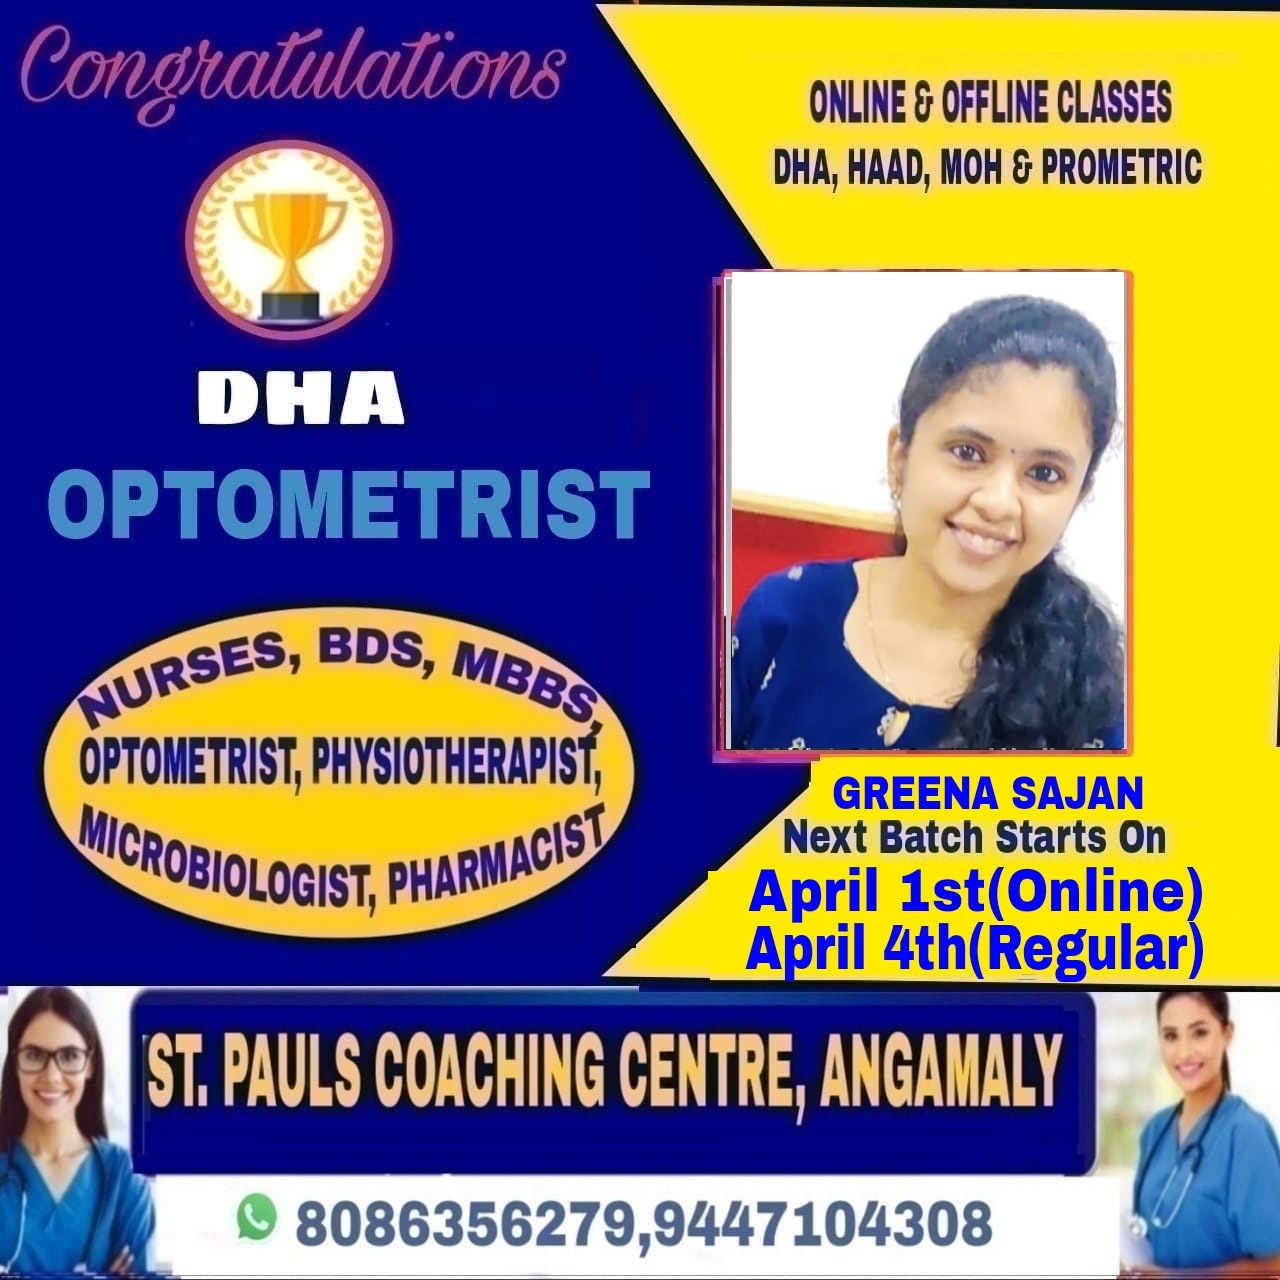 Congratulations
ONLINE & OFFLINE CLASSES
DHA, HAAD, MOH & PROMETRIC
DHA
OPTOMETRIST
NURSES, BDS, MBBS,
OPTOMETRIST, PHYSIOTHERAPIST,
MICROBIOLOGIST, PHARMACIST
GREENA SAJAN
Next Batch Starts On
April 1st(Online)
April 4th(Regular)
ST. PAULS COACHING CENTRE, ANGAMALY
8086356279,9447104308